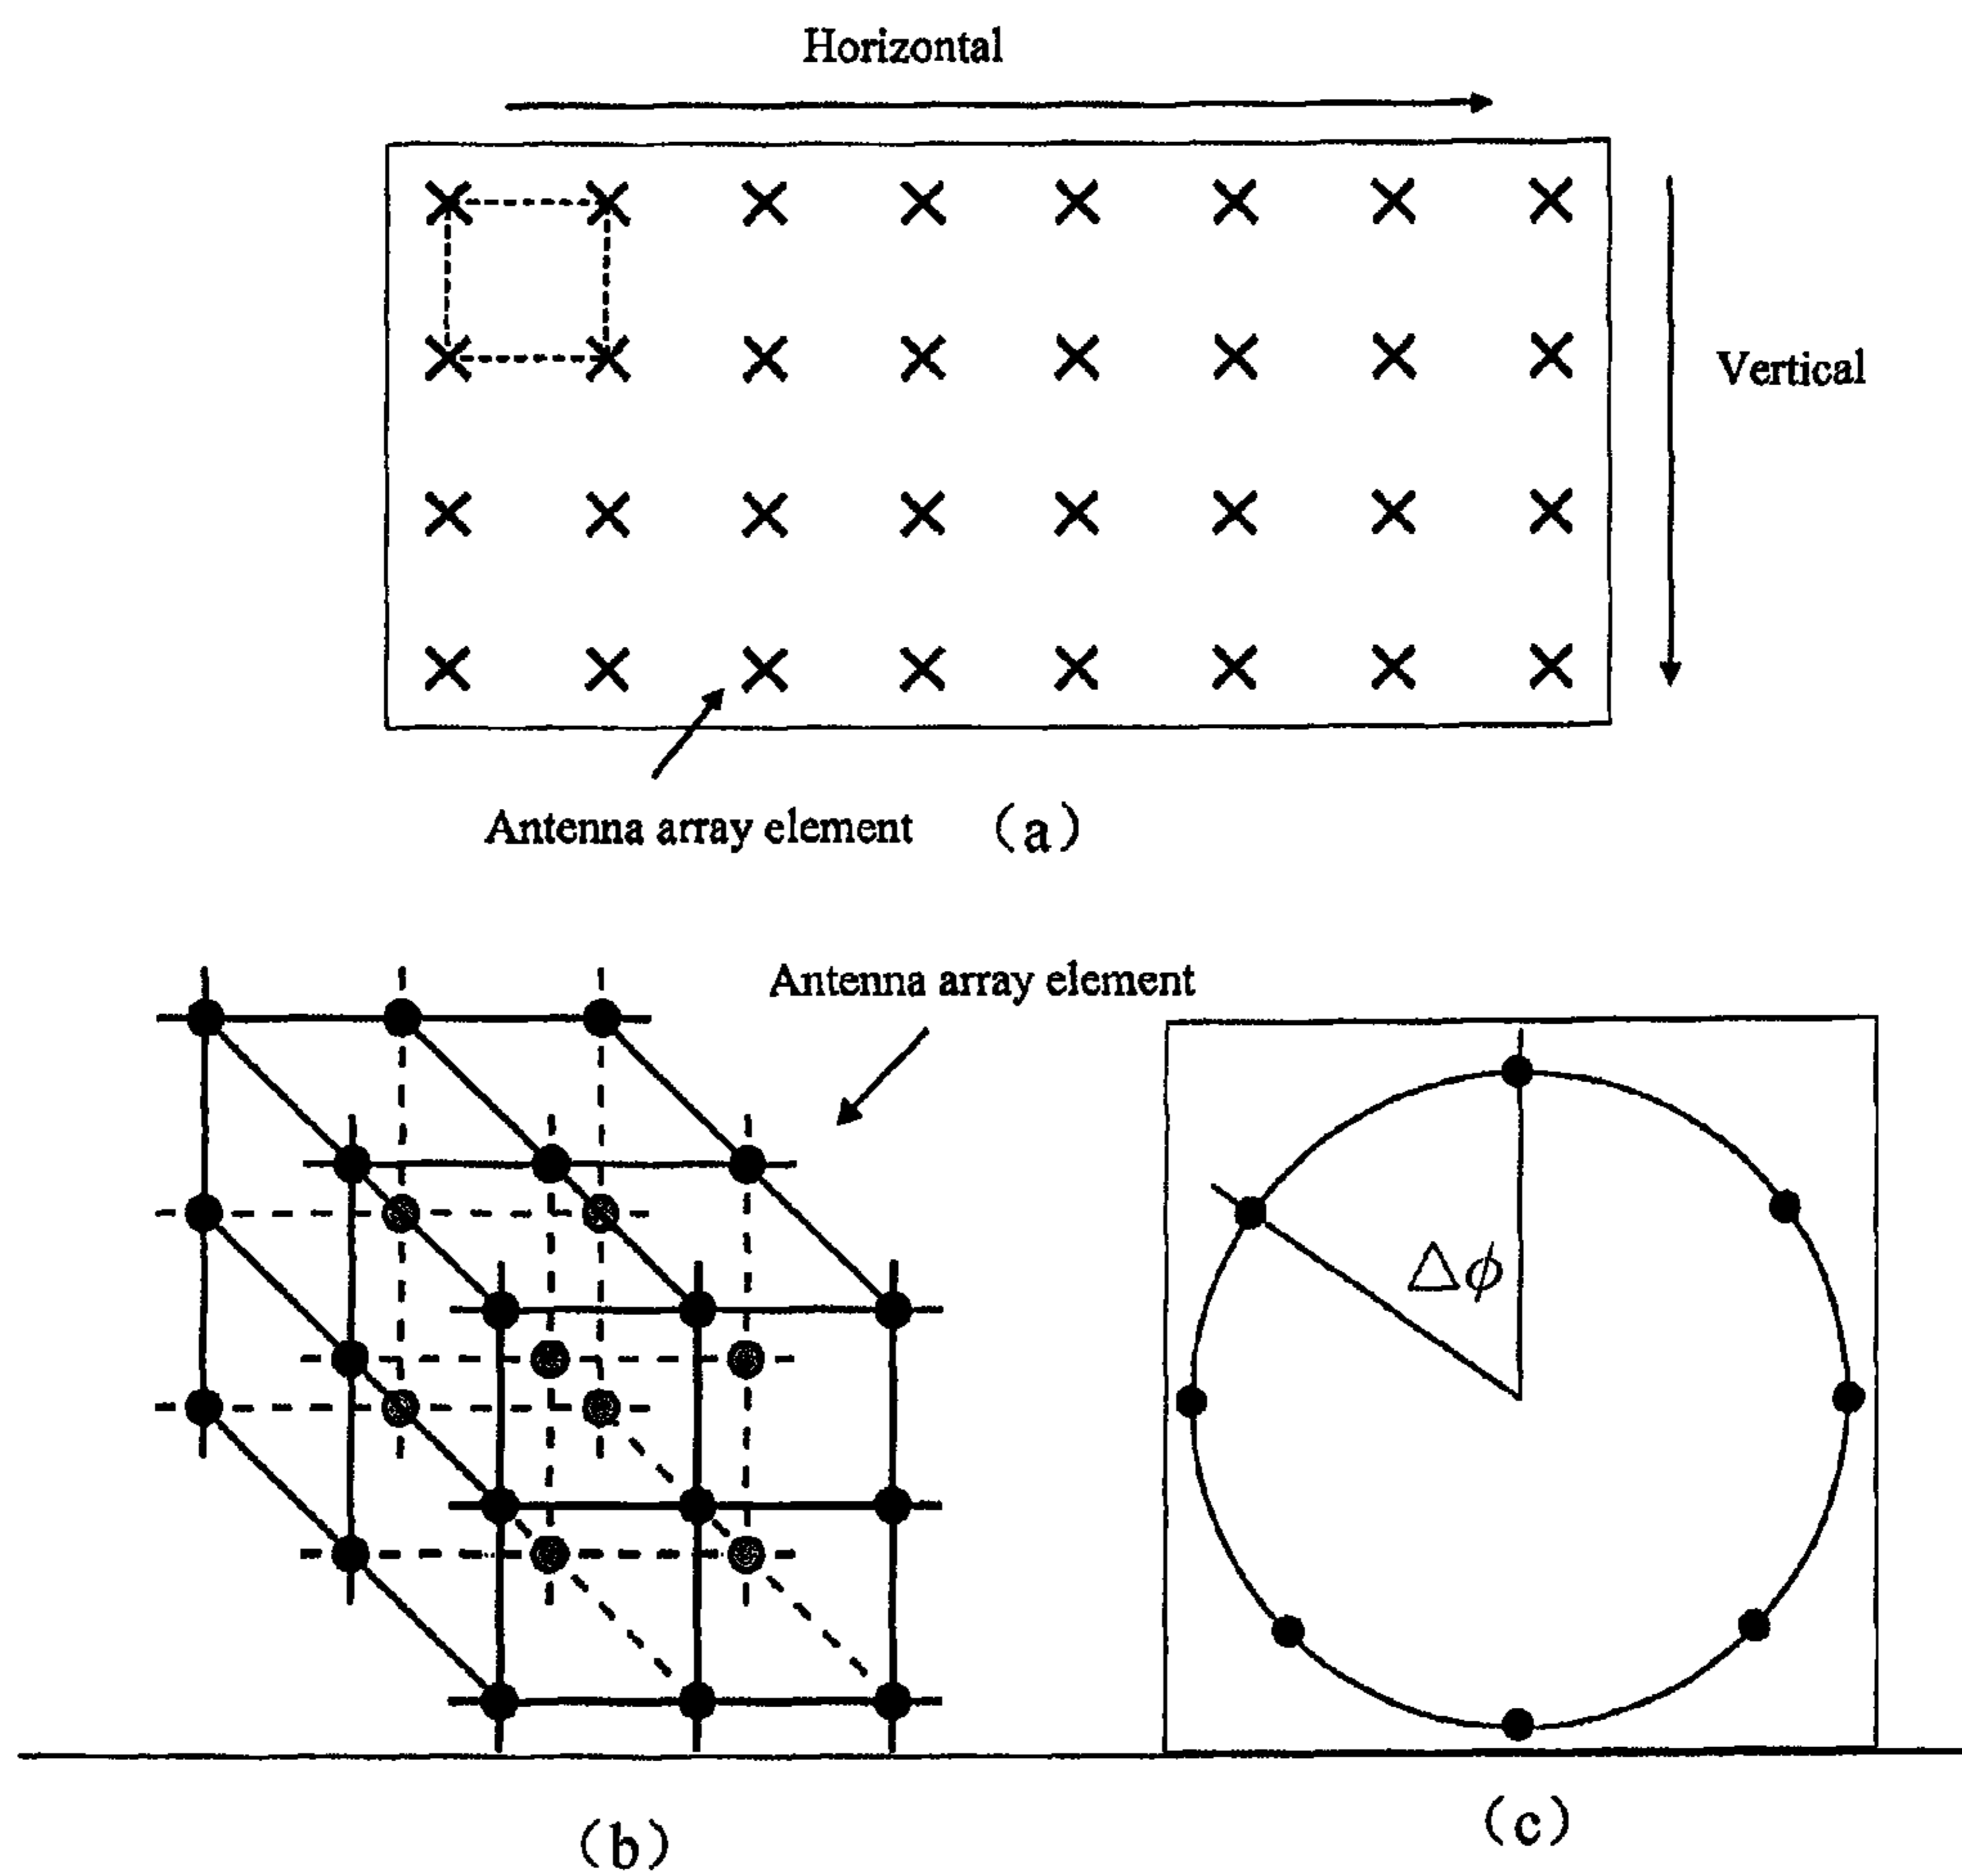 Horizontal
Vertical
Antenna array element (a)
Antenna array element
Δϕ
(b)
(c)